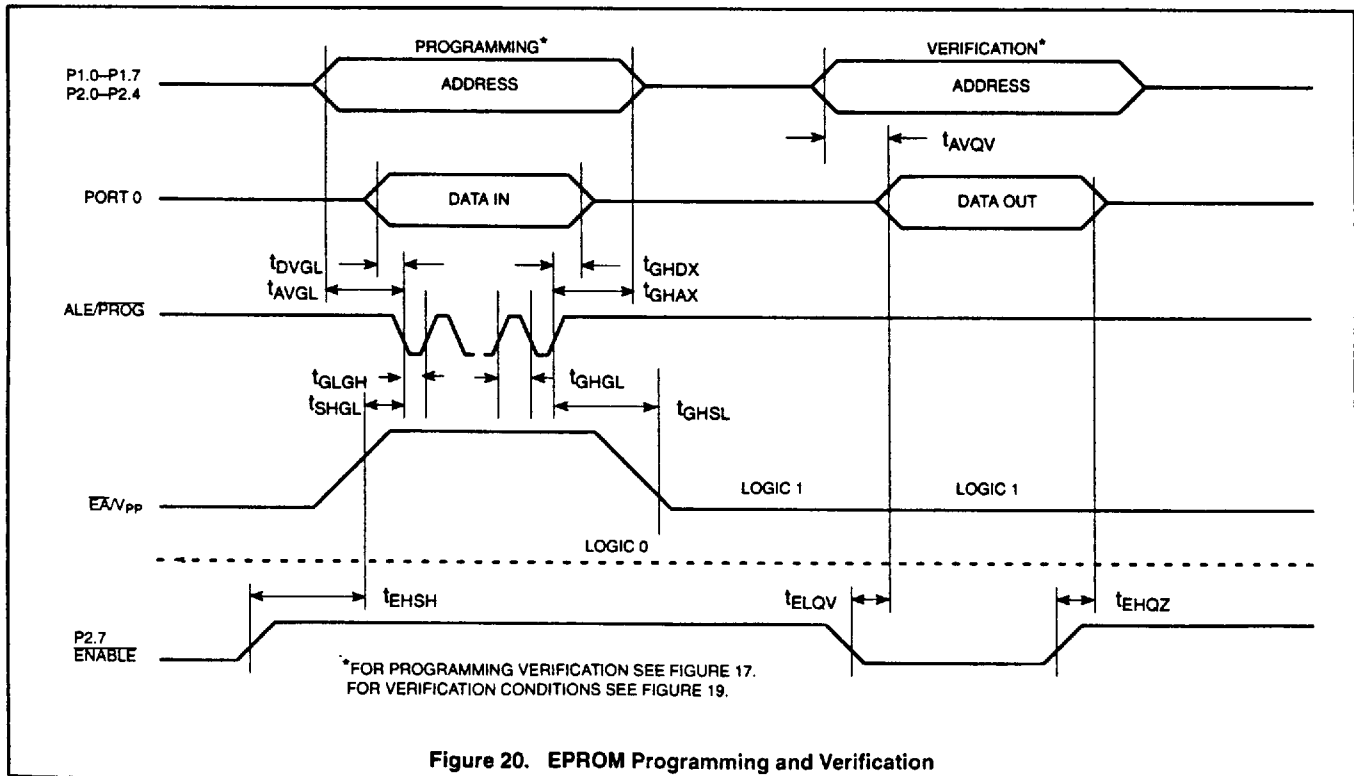 PROGRAMMING*
VERIFICATION*
P1.0–P1.7
P2.0–P2.4
ADDRESS
ADDRESS
tAVQV
PORT 0
DATA IN
DATA OUT
tDVGL
tGHDX
tAVGL
tGHAX
ALE/PROG
tGLGH
tGHGL
tSHGL
tGHSL
EA/VPP
LOGIC 1
LOGIC 1
LOGIC 0
tEHSH
tELQV
tEHQZ
P2.7
ENABLE
*FOR PROGRAMMING VERIFICATION SEE FIGURE 17.
FOR VERIFICATION CONDITIONS SEE FIGURE 19.
Figure 20. EPROM Programming and Verification